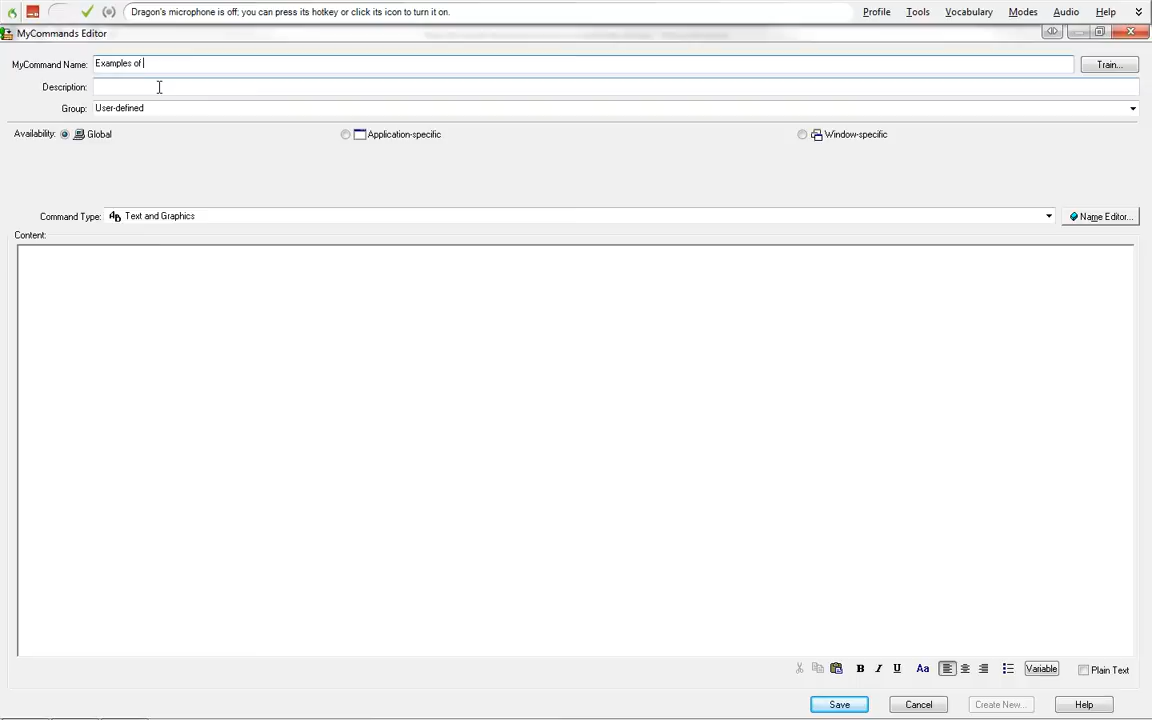 Dragon's microphone is off; you can press its hotkey or click its icon to turn it on. Profile Tools Vocabulary Modes Audio Help
MyCommands Editor
MyCommand Name: Examples of Train...
Description:
Group: User-defined
Availability: Global Application-specific Window-specific
Command Type: Text and Graphics Name Editor...
Content:
B I U Aa Variable Plain Text
Save Cancel Create New... Help